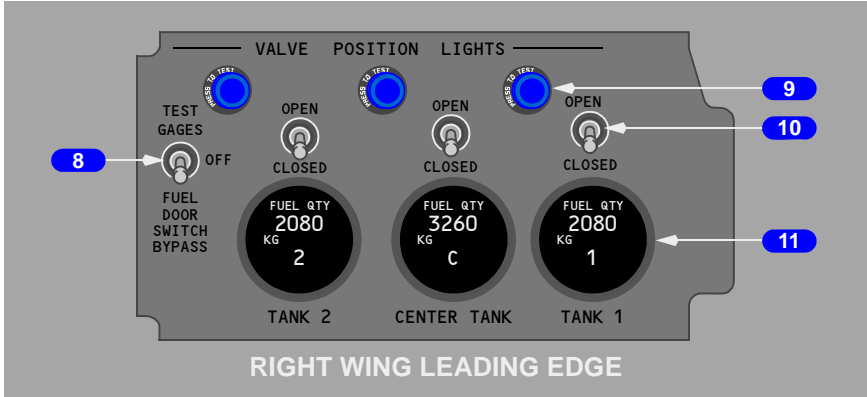 VALVE POSITION LIGHTS
PRESS TO TEST
PRESS TO TEST
PRESS TO TEST
9
TEST
GAGES
OFF
FUEL
DOOR
SWITCH
BYPASS
8
OPEN
CLOSED
OPEN
CLOSED
OPEN
CLOSED
10
FUEL QTY
2080
KG
2
FUEL QTY
3260
KG
C
FUEL QTY
2080
KG
1
11
TANK 2
CENTER TANK
TANK 1
RIGHT WING LEADING EDGE